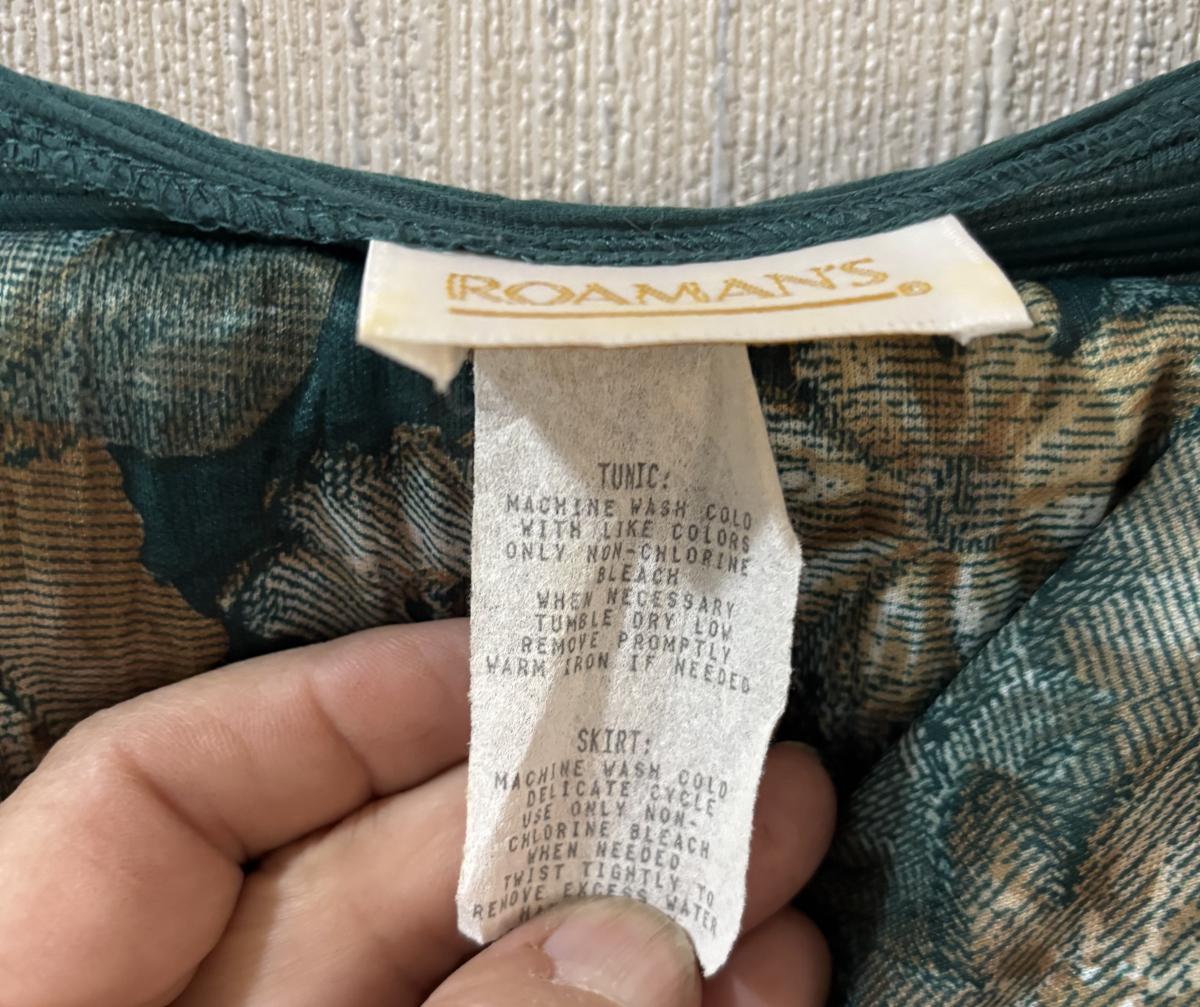 ROAMAN'S®
TUNIC:
MACHINE WASH COLD
WITH LIKE COLORS
ONLY NON-CHLORINE
BLEACH
WHEN NECESSARY
TUMBLE DRY LOW
REMOVE PROMPTLY
WARM IRON IF NEEDED
SKIRT:
MACHINE WASH COLD
DELICATE CYCLE
USE ONLY NON-
CHLORINE BLEACH
WHEN NEEDED
TWIST TIGHTLY TO
REMOVE EXCESS WATER